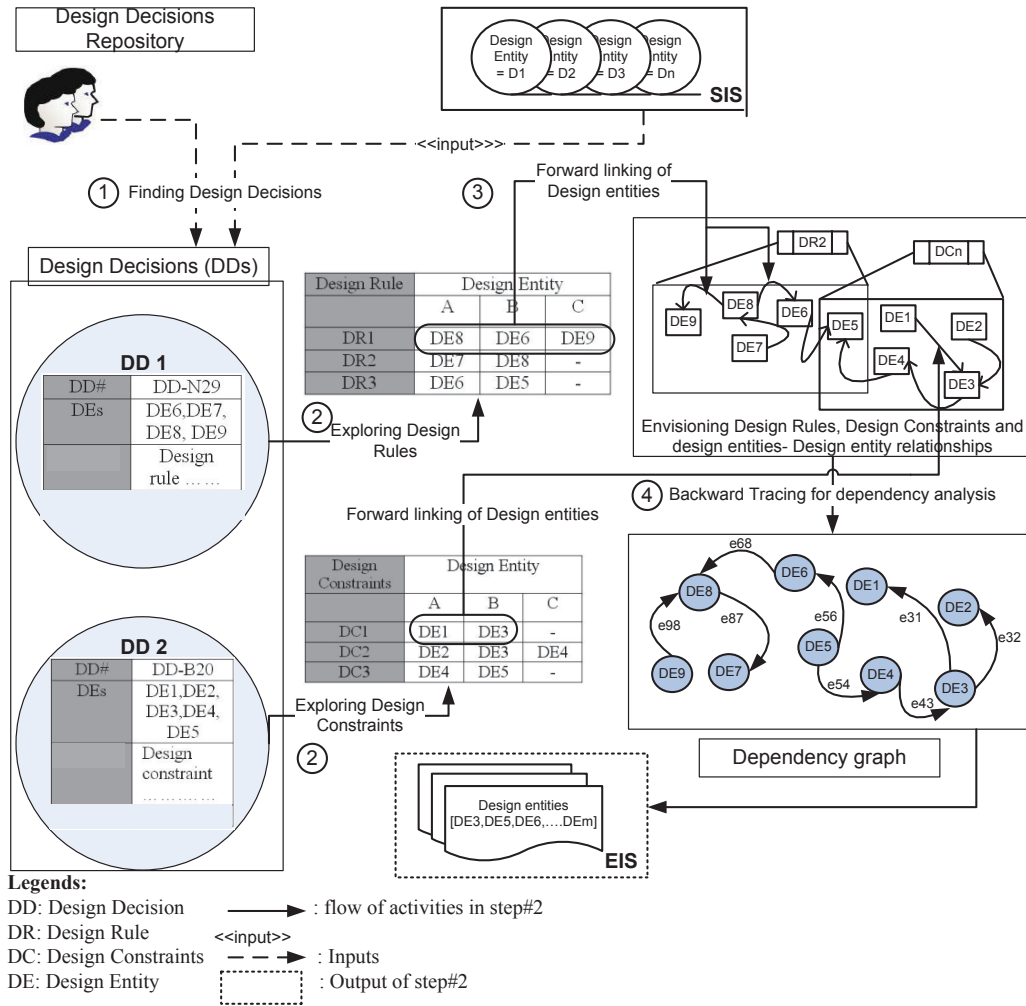 Design Decisions
Repository
Design
Entity
= D1
Design
Entity
= D2
Design
Entity
= D3
Design
Entity
= Dn
SIS
<<input>>>
1
Finding Design Decisions
3
Forward linking of
Design entities
Design Decisions (DDs)
DD 1
DD# DD-N29
DEs DE6,DE7,
DE8, DE9
Design
rule ... ...
2
Exploring Design
Rules
Design Rule Design Entity
A B C
DR1 DE8 DE6 DE9
DR2 DE7 DE8 -
DR3 DE6 DE5 -
DR2
DCn
DE9
DE8
DE6
DE7
DE5
DE1
DE2
DE4
DE3
Envisioning Design Rules, Design Constraints and
design entities- Design entity relationships
4
Backward Tracing for dependency analysis
Forward linking of Design entities
Design
Constraints
Design Entity
A B C
DC1 DE1 DE3 -
DC2 DE2 DE3 DE4
DC3 DE4 DE5 -
DD 2
DD# DD-B20
DEs DE1,DE2,
DE3,DE4,
DE5
Design
constraint
... ... ... ...
Exploring Design
Constraints
2
e68
DE6
DE1
DE8
DE2
e87
e56
e31
e98
e32
DE5
DE9
DE7
e54
DE4
DE3
e43
Dependency graph
Design entities
[DE3,DE5,DE6,....DEm]
EIS
Legends:
DD: Design Decision : flow of activities in step#2
DR: Design Rule <<input>>
DC: Design Constraints : Inputs
DE: Design Entity : Output of step#2